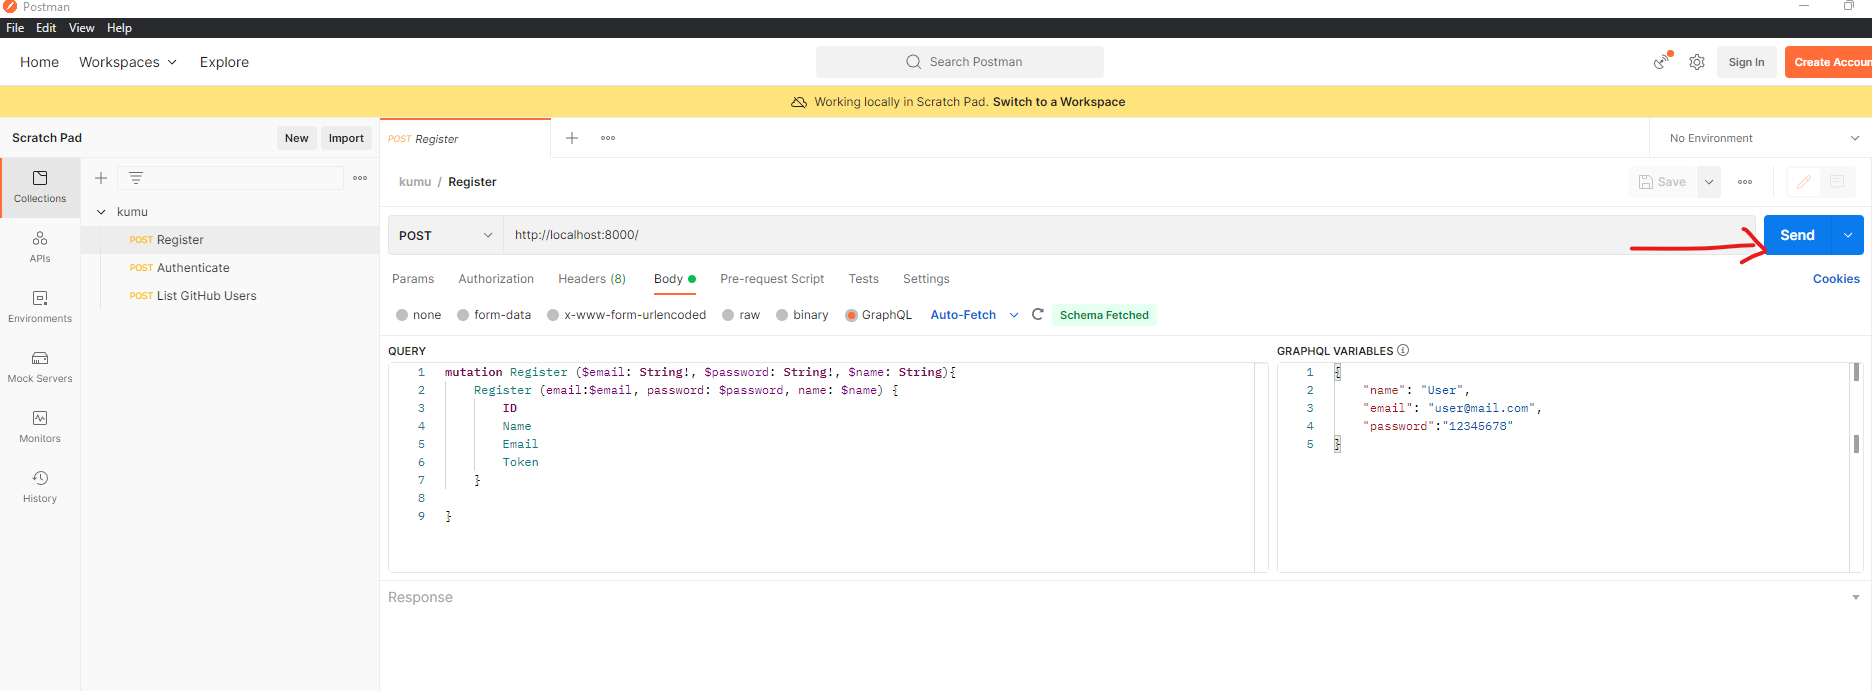 Postman
File Edit View Help
Home Workspaces Explore Search Postman Sign In Create Accoun
Working locally in Scratch Pad. Switch to a Workspace
Scratch Pad New Import POST Register No Environment
kumu / Register Save
Collections
kumu
POST Register
POST Authenticate
POST List GitHub Users
APIs
Environments
Mock Servers
Monitors
History
POST http://localhost:8000/ Send
Params Authorization Headers (8) Body Pre-request Script Tests Settings Cookies
none form-data x-www-form-urlencoded raw binary GraphQL Auto-Fetch Schema Fetched
QUERY
1 mutation Register ($email: String!, $password: String!, $name: String){
2 Register (email:$email, password: $password, name: $name) {
3 ID
4 Name
5 Email
6 Token
7 }
8
9 }
GRAPHQL VARIABLES
1 {
2 "name": "User",
3 "email": "user@mail.com",
4 "password":"12345678"
5 }
Response